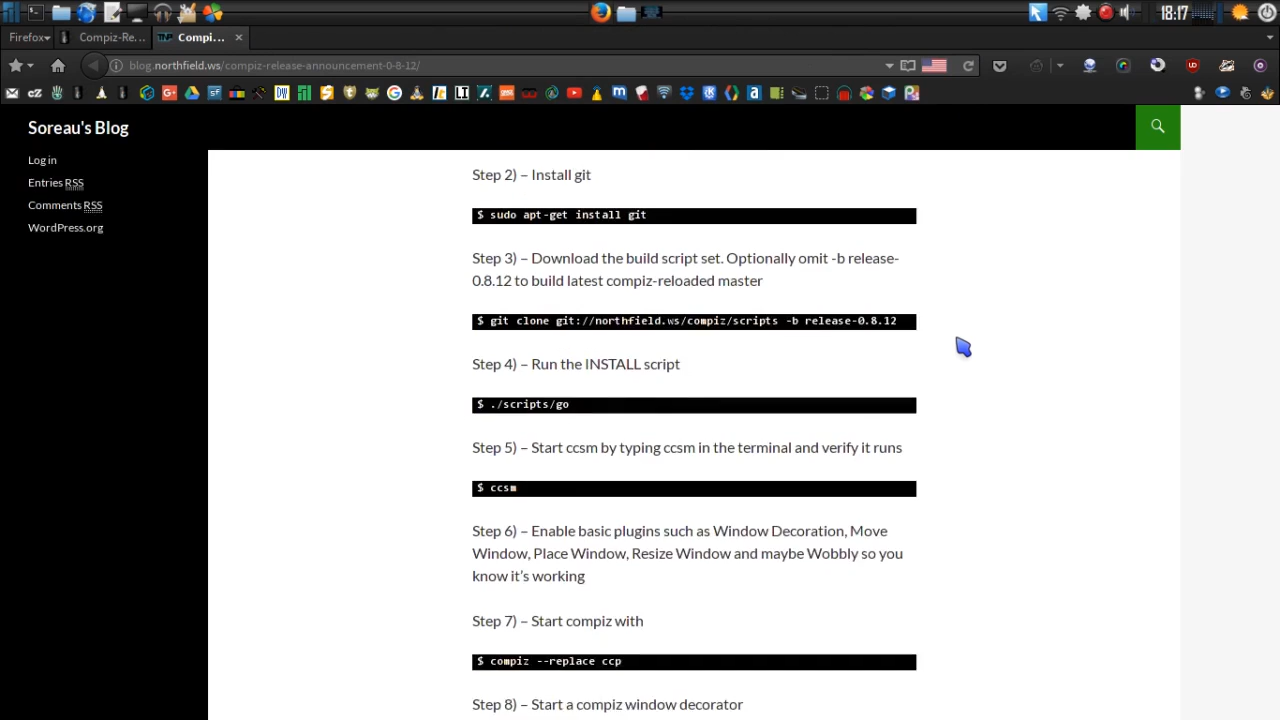 18:17
Firefox
Compiz-Re...
Compi...
blog.northfield.ws/compiz-release-announcement-0-8-12/
Soreau's Blog
Log in
Entries RSS
Comments RSS
WordPress.org
Step 2) – Install git
$ sudo apt-get install git
Step 3) – Download the build script set. Optionally omit -b release-
0.8.12 to build latest compiz-reloaded master
$ git clone git://northfield.ws/compiz/scripts -b release-0.8.12
Step 4) – Run the INSTALL script
$ ./scripts/go
Step 5) – Start ccsm by typing ccsm in the terminal and verify it runs
$ ccsm
Step 6) – Enable basic plugins such as Window Decoration, Move
Window, Place Window, Resize Window and maybe Wobbly so you
know it's working
Step 7) – Start compiz with
$ compiz --replace ccp
Step 8) – Start a compiz window decorator